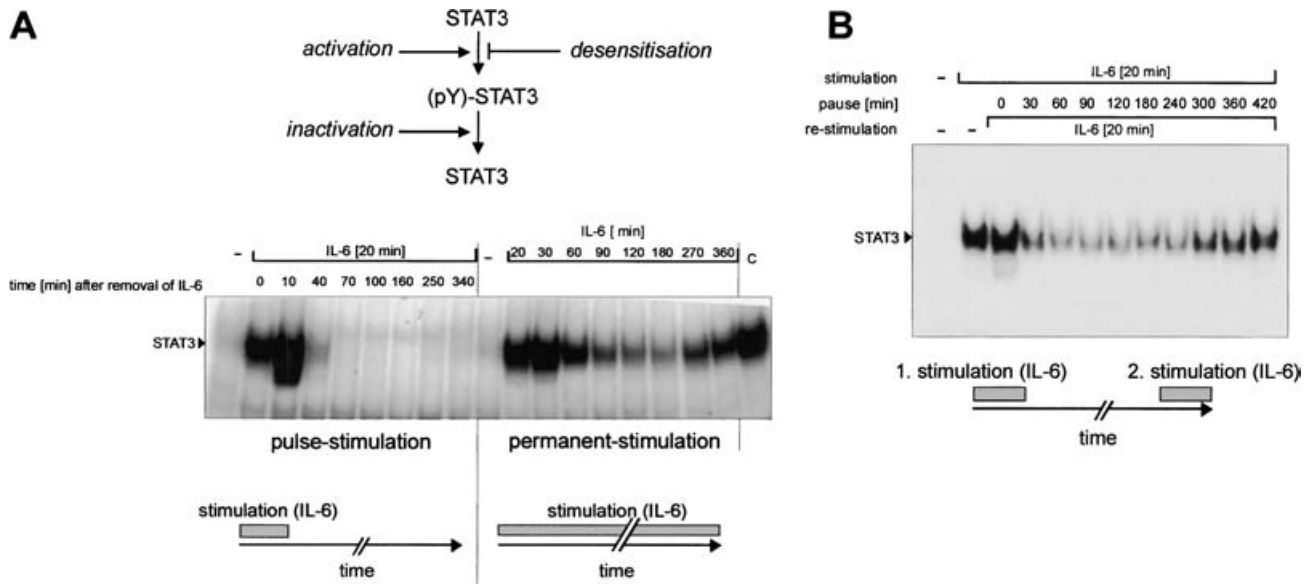 A
STAT3
activation
desensitisation
(pY)-STAT3
inactivation
STAT3
– IL-6 [20 min] – IL-6 [ min] C
time [min] after removal of IL-6 0 10 40 70 100 160 250 340 20 30 60 90 120 180 270 360
STAT3
pulse-stimulation permanent-stimulation
stimulation (IL-6) stimulation (IL-6)
time time
B
stimulation – IL-6 [20 min]
pause [min] 0 30 60 90 120 180 240 300 360 420
re-stimulation – – IL-6 [20 min]
STAT3
1. stimulation (IL-6) 2. stimulation (IL-6)
time